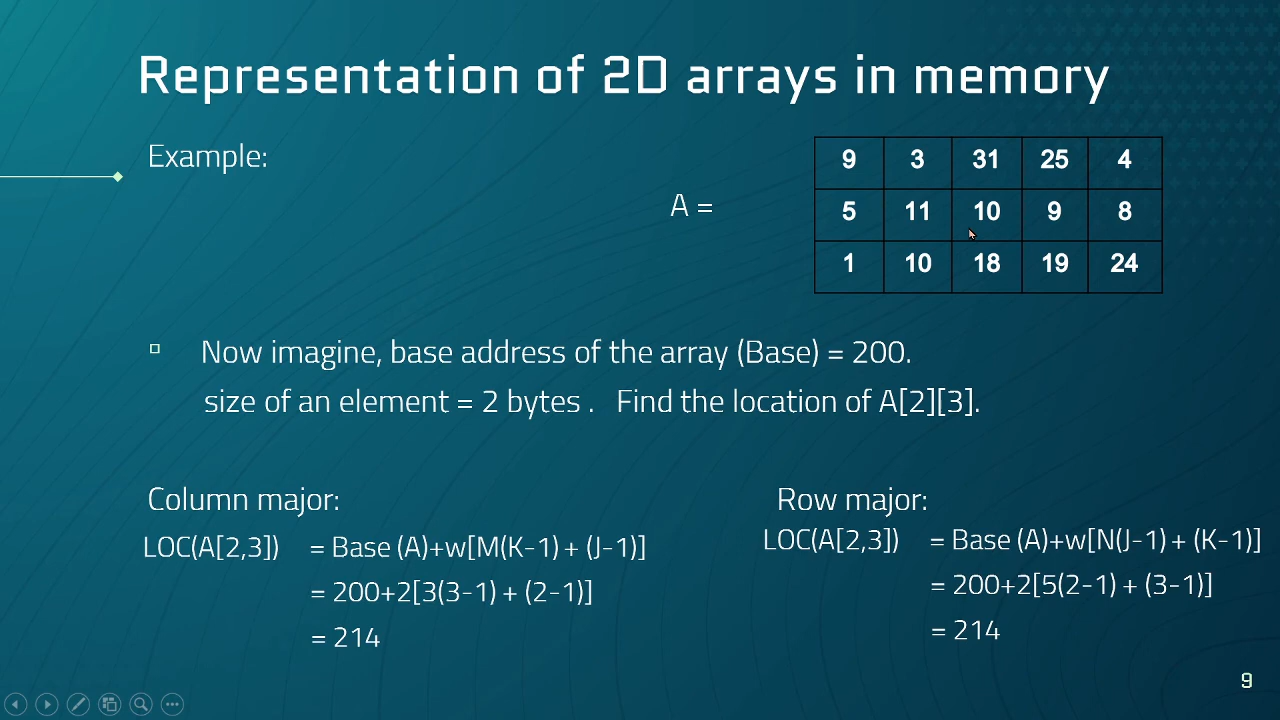 Representation of 2D arrays in memory
Example:
A =
9 3 31 25 4
5 11 10 9 8
1 10 18 19 24
Now imagine, base address of the array (Base) = 200.
size of an element = 2 bytes . Find the location of A[2][3].
Column major:
LOC(A[2,3]) = Base (A)+w[M(K-1) + (J-1)]
= 200+2[3(3-1) + (2-1)]
= 214
Row major:
LOC(A[2,3]) = Base (A)+w[N(J-1) + (K-1)]
= 200+2[5(2-1) + (3-1)]
= 214
9